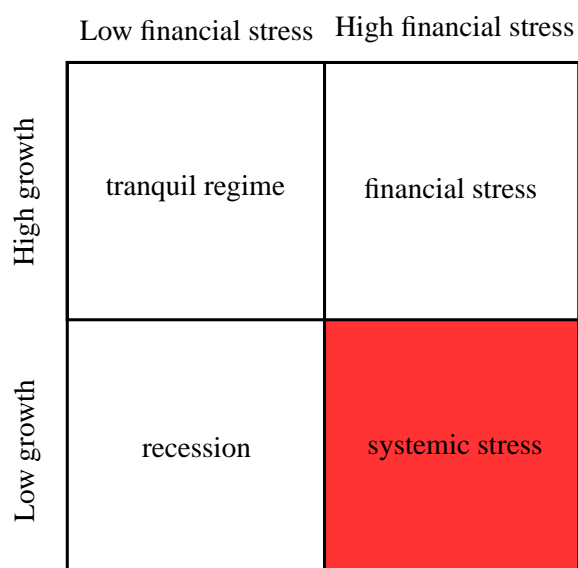 Low financial stress
High financial stress
High growth
tranquil regime
financial stress
Low growth
recession
systemic stress